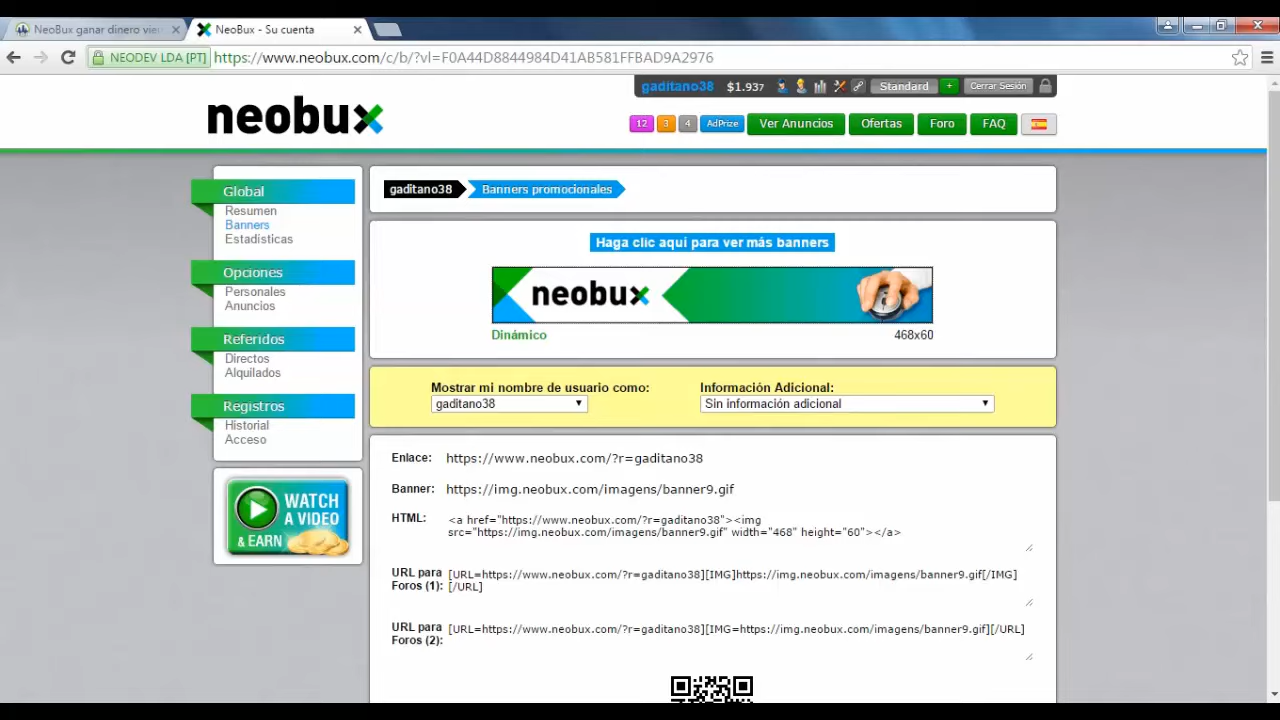 NeoBux ganar dinero vie
NeoBux - Su cuenta
NEODEV LDA [PT]
https://www.neobux.com/c/b/?vl=F0A44D8844984D41AB581FFBAD9A2976
gaditano38
$1.937
Standard
+
Cerrar Sesión
neobux
12
3
4
AdPrize
Ver Anuncios
Ofertas
Foro
FAQ
Global
Resumen
Banners
Estadísticas
Opciones
Personales
Anuncios
Referidos
Directos
Alquilados
Registros
Historial
Acceso
WATCH
A VIDEO
& EARN
gaditano38
Banners promocionales
Haga clic aquí para ver más banners
neobux
Dinámico
468x60
Mostrar mi nombre de usuario como:
gaditano38
Información Adicional:
Sin información adicional
Enlace: https://www.neobux.com/?r=gaditano38
Banner: https://img.neobux.com/imagens/banner9.gif
HTML: <a href="https://www.neobux.com/?r=gaditano38"><img
src="https://img.neobux.com/imagens/banner9.gif" width="468" height="60"></a>
URL para [URL=https://www.neobux.com/?r=gaditano38][IMG]https://img.neobux.com/imagens/banner9.gif[/IMG]
Foros (1): [/URL]
URL para [URL=https://www.neobux.com/?r=gaditano38][IMG=https://img.neobux.com/imagens/banner9.gif][/URL]
Foros (2):